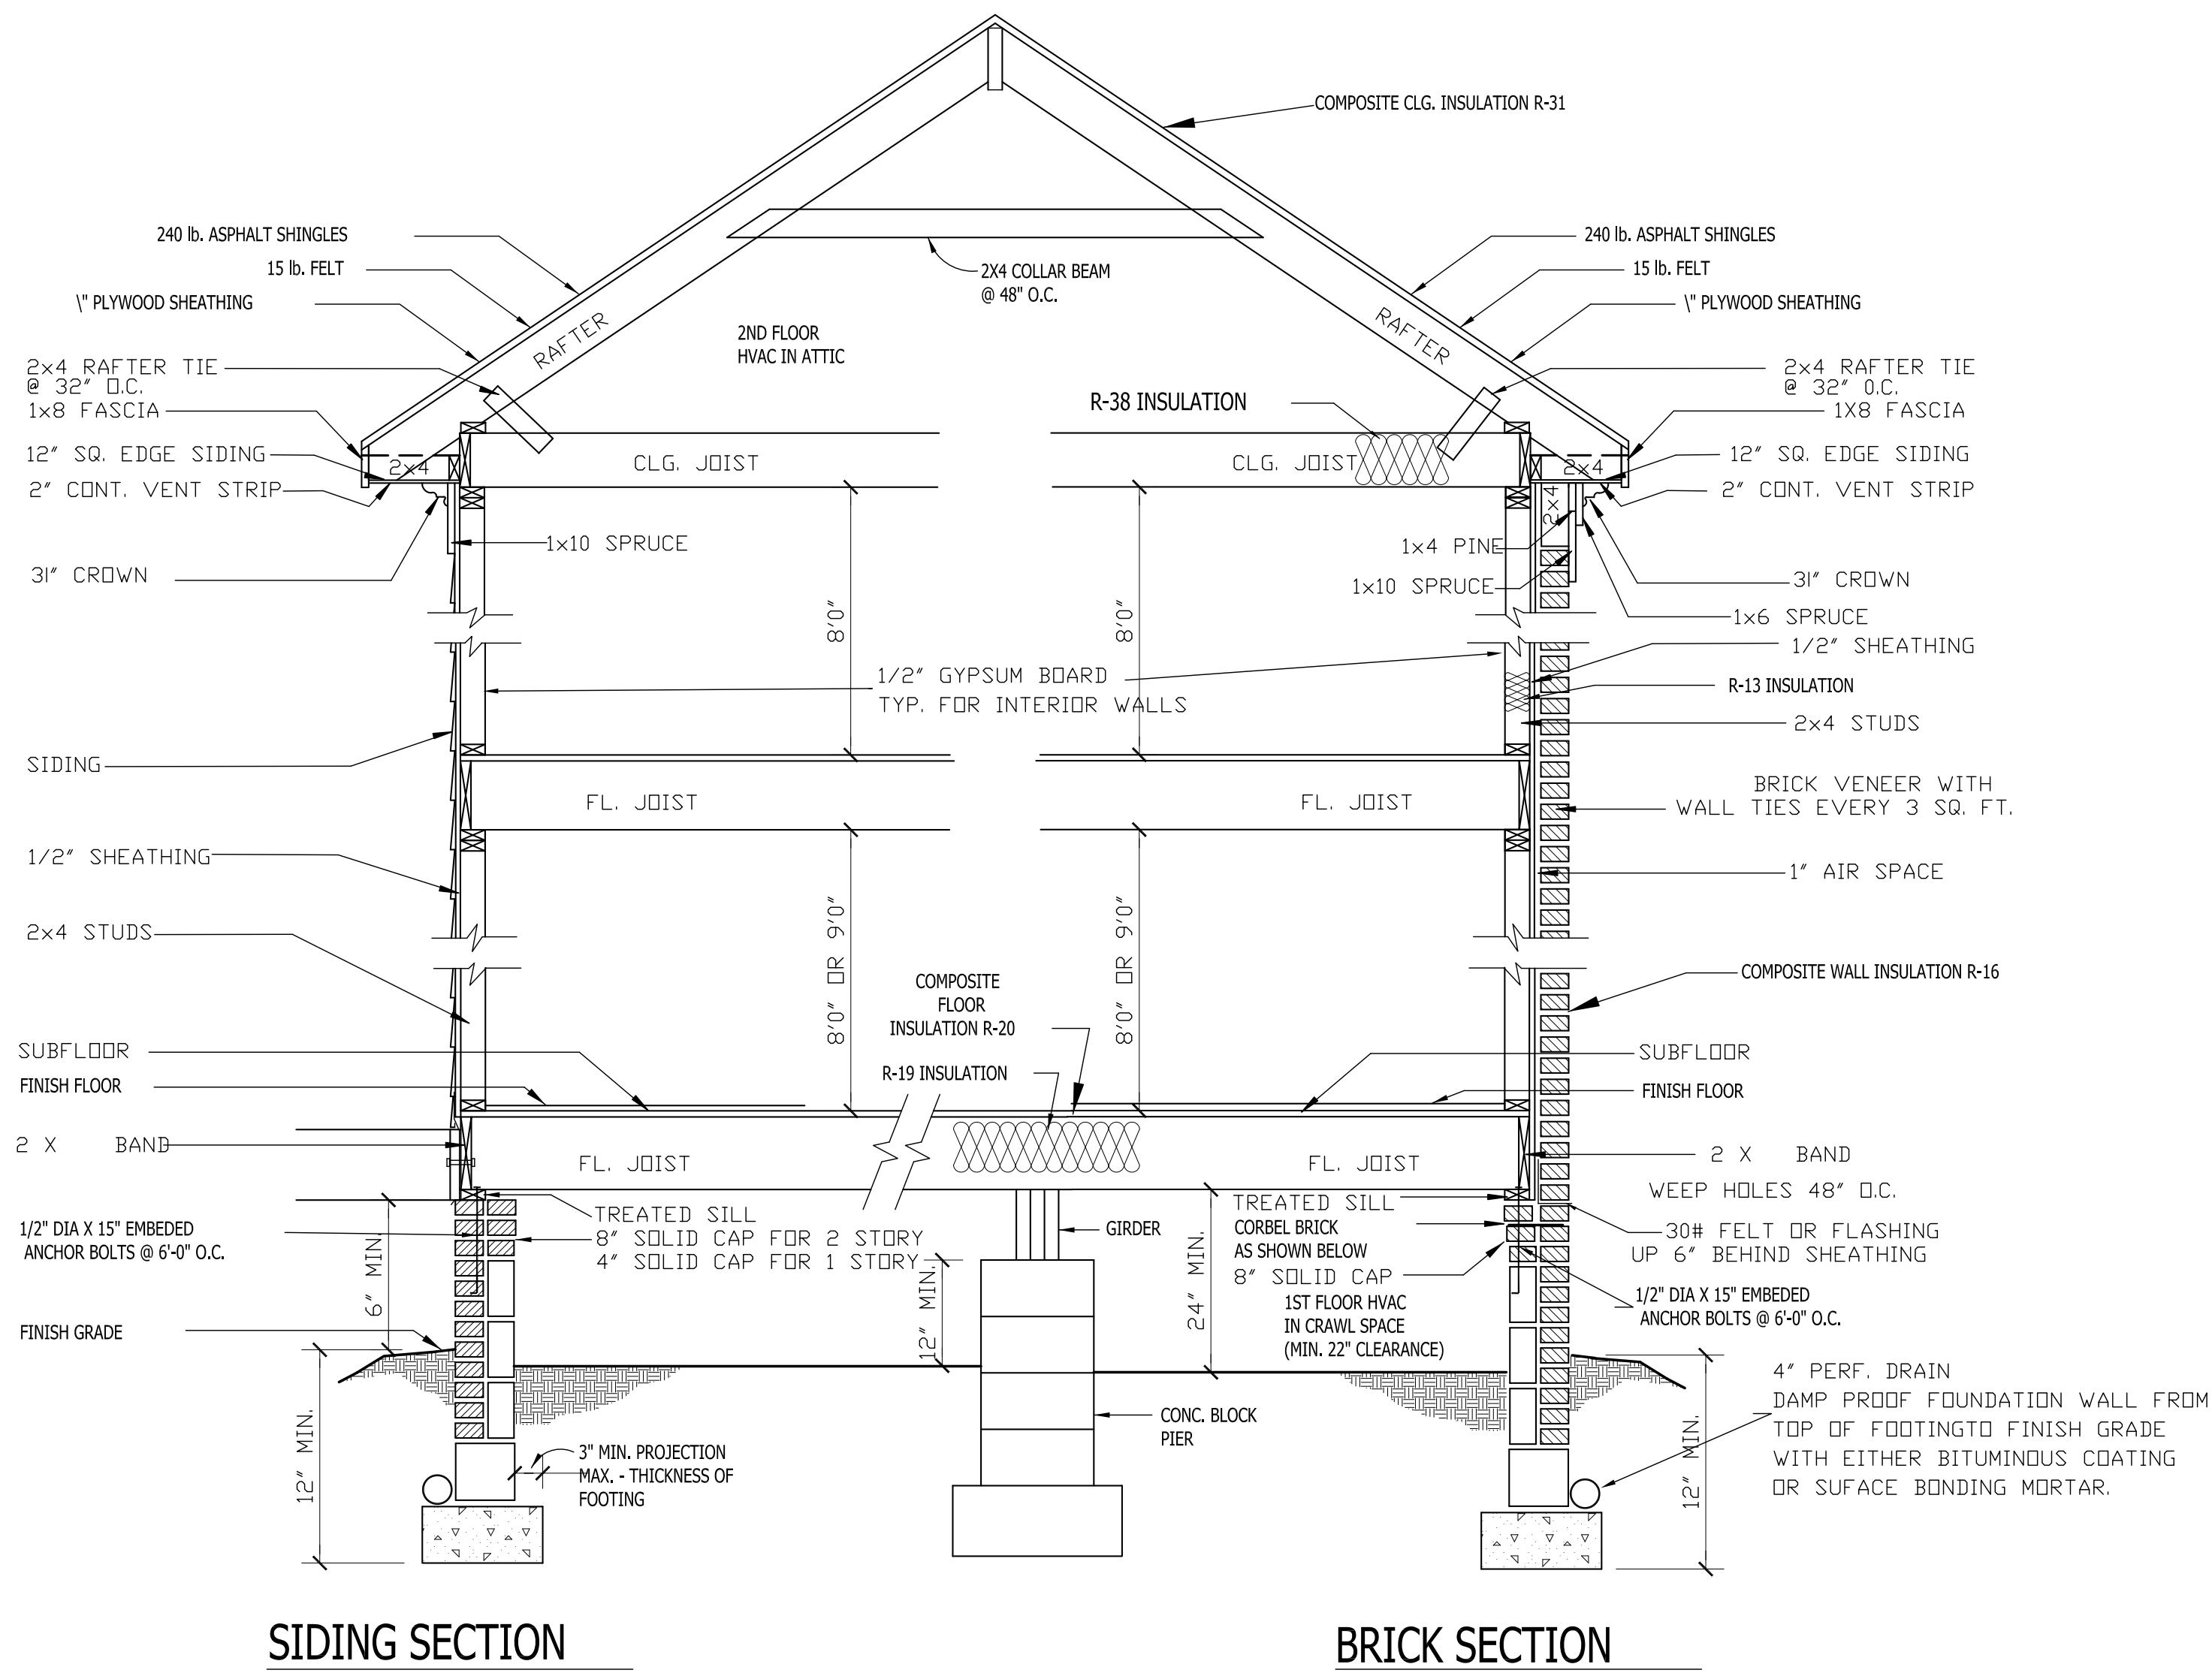 COMPOSITE CLG. INSULATION R-31
240 lb. ASPHALT SHINGLES
15 lb. FELT
\" PLYWOOD SHEATHING
2x4 RAFTER TIE
@ 32" O.C.
1x8 FASCIA
12" SQ. EDGE SIDING
2" CONT. VENT STRIP
31" CROWN
RAFTER
2X4 COLLAR BEAM
@ 48" O.C.
2ND FLOOR
HVAC IN ATTIC
R-38 INSULATION
RAFTER
240 lb. ASPHALT SHINGLES
15 lb. FELT
\" PLYWOOD SHEATHING
2x4 RAFTER TIE
@ 32" O.C.
1X8 FASCIA
12" SQ. EDGE SIDING
2" CONT. VENT STRIP
2x4
CLG. JOIST
CLG. JOIST
2x4
2x4
1x10 SPRUCE
1x4 PINE
1x10 SPRUCE
31" CROWN
1x6 SPRUCE
1/2" SHEATHING
R-13 INSULATION
2x4 STUDS
8'0"
8'0"
1/2" GYPSUM BOARD
TYP. FOR INTERIOR WALLS
SIDING
FL. JOIST
FL. JOIST
BRICK VENEER WITH
WALL TIES EVERY 3 SQ. FT.
1/2" SHEATHING
1" AIR SPACE
2x4 STUDS
8'0" OR 9'0"
8'0" OR 9'0"
COMPOSITE
FLOOR
INSULATION R-20
R-19 INSULATION
COMPOSITE WALL INSULATION R-16
SUBFLOOR
FINISH FLOOR
SUBFLOOR
FINISH FLOOR
2 X BAND
FL. JOIST
FL. JOIST
2 X BAND
WEEP HOLES 48" O.C.
30# FELT OR FLASHING
UP 6" BEHIND SHEATHING
1/2" DIA X 15" EMBEDED
ANCHOR BOLTS @ 6'-0" O.C.
TREATED SILL
8" SOLID CAP FOR 2 STORY
4" SOLID CAP FOR 1 STORY
6" MIN.
GIRDER
12" MIN.
24" MIN.
TREATED SILL
CORBEL BRICK
AS SHOWN BELOW
8" SOLID CAP
1ST FLOOR HVAC
IN CRAWL SPACE
(MIN. 22" CLEARANCE)
1/2" DIA X 15" EMBEDED
ANCHOR BOLTS @ 6'-0" O.C.
FINISH GRADE
12" MIN.
3" MIN. PROJECTION
MAX. - THICKNESS OF
FOOTING
CONC. BLOCK
PIER
12" MIN.
4" PERF. DRAIN
DAMP PROOF FOUNDATION WALL FROM
TOP OF FOOTINGTO FINISH GRADE
WITH EITHER BITUMINOUS COATING
OR SUFACE BONDING MORTAR.
SIDING SECTION
BRICK SECTION